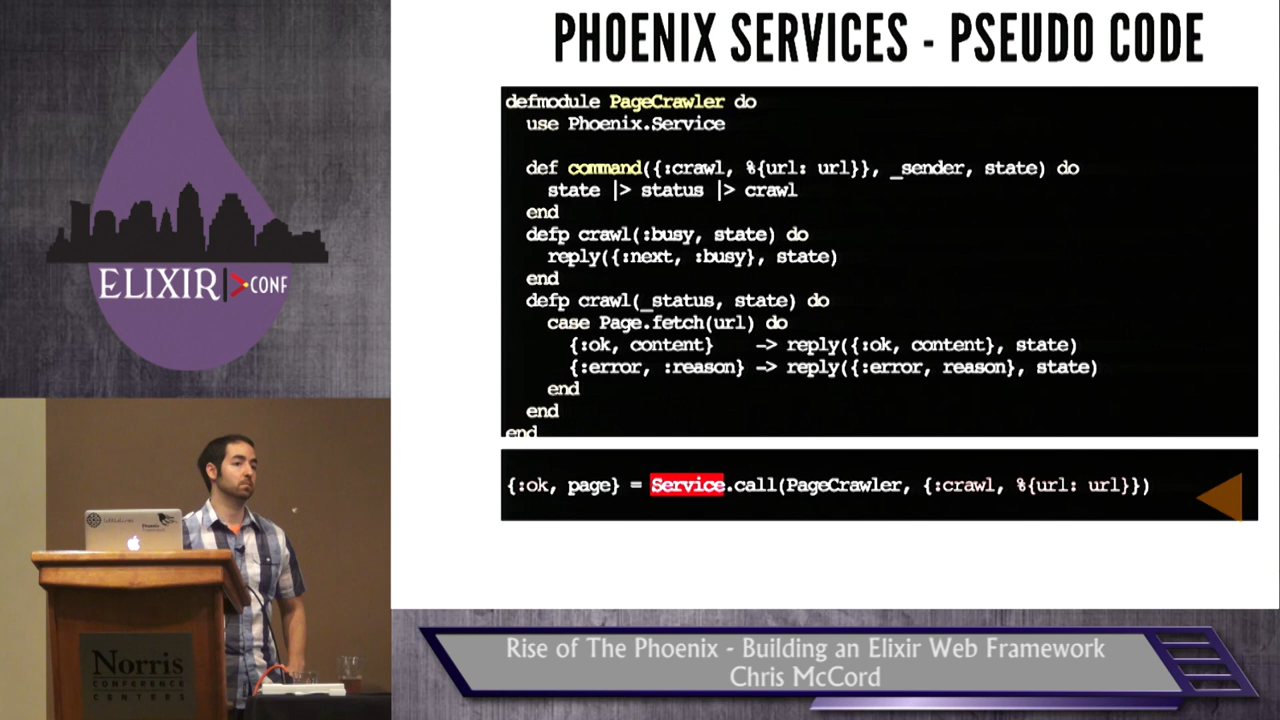 PHOENIX SERVICES - PSEUDO CODE
defmodule PageCrawler do
  use Phoenix.Service
  def command({:crawl, %{url: url}}, _sender, state) do
    state |> status |> crawl
  end
  defp crawl(:busy, state) do
    reply({:next, :busy}, state)
  end
  defp crawl(_status, state) do
    case Page.fetch(url) do
      {:ok, content}    -> reply({:ok, content}, state)
      {:error, :reason} -> reply({:error, reason}, state)
    end
  end
end
{:ok, page} = Service.call(PageCrawler, {:crawl, %{url: url}})
ELIXIR CONF
Norris
CONFERENCE
CENTERS
Rise of The Phoenix - Building an Elixir Web Framework
Chris McCord